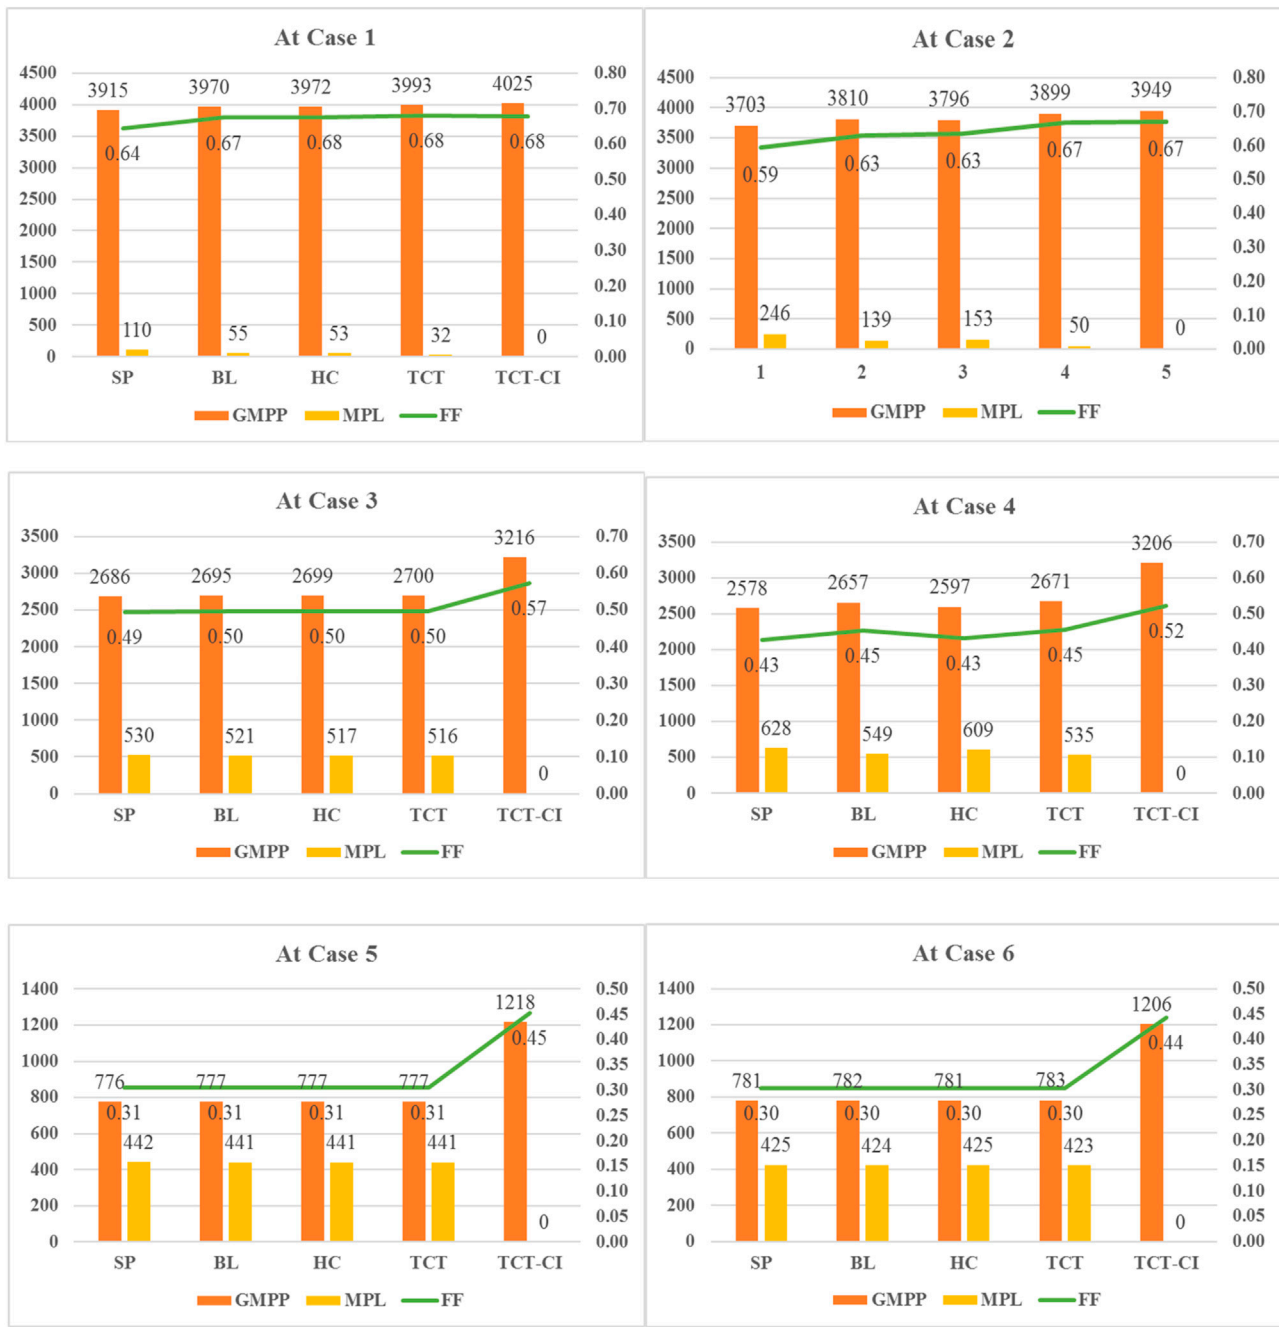 At Case 1
4500 4000 3500 3000 2500 2000 1500 1000 500 0
0.80 0.70 0.60 0.50 0.40 0.30 0.20 0.10 0.00
3915 3970 3972 3993 4025
0.64 0.67 0.68 0.68 0.68
110 55 53 32 0
SP BL HC TCT TCT-CI
GMPP MPL FF
At Case 2
4500 4000 3500 3000 2500 2000 1500 1000 500 0
0.80 0.70 0.60 0.50 0.40 0.30 0.20 0.10 0.00
3703 3810 3796 3899 3949
0.59 0.63 0.63 0.67 0.67
246 139 153 50 0
1 2 3 4 5
GMPP MPL FF
At Case 3
3500 3000 2500 2000 1500 1000 500 0
0.70 0.60 0.50 0.40 0.30 0.20 0.10 0.00
2686 2695 2699 2700 3216
0.49 0.50 0.50 0.50 0.57
530 521 517 516 0
SP BL HC TCT TCT-CI
GMPP MPL FF
At Case 4
3500 3000 2500 2000 1500 1000 500 0
0.70 0.60 0.50 0.40 0.30 0.20 0.10 0.00
2578 2657 2597 2671 3206
0.43 0.45 0.43 0.45 0.52
628 549 609 535 0
SP BL HC TCT TCT-CI
GMPP MPL FF
At Case 5
1400 1200 1000 800 600 400 200 0
0.50 0.45 0.40 0.35 0.30 0.25 0.20 0.15 0.10 0.05 0.00
776 777 777 777 1218
0.31 0.31 0.31 0.31 0.45
442 441 441 441 0
SP BL HC TCT TCT-CI
GMPP MPL FF
At Case 6
1400 1200 1000 800 600 400 200 0
0.50 0.45 0.40 0.35 0.30 0.25 0.20 0.15 0.10 0.05 0.00
781 782 781 783 1206
0.30 0.30 0.30 0.30 0.44
425 424 425 423 0
SP BL HC TCT TCT-CI
GMPP MPL FF